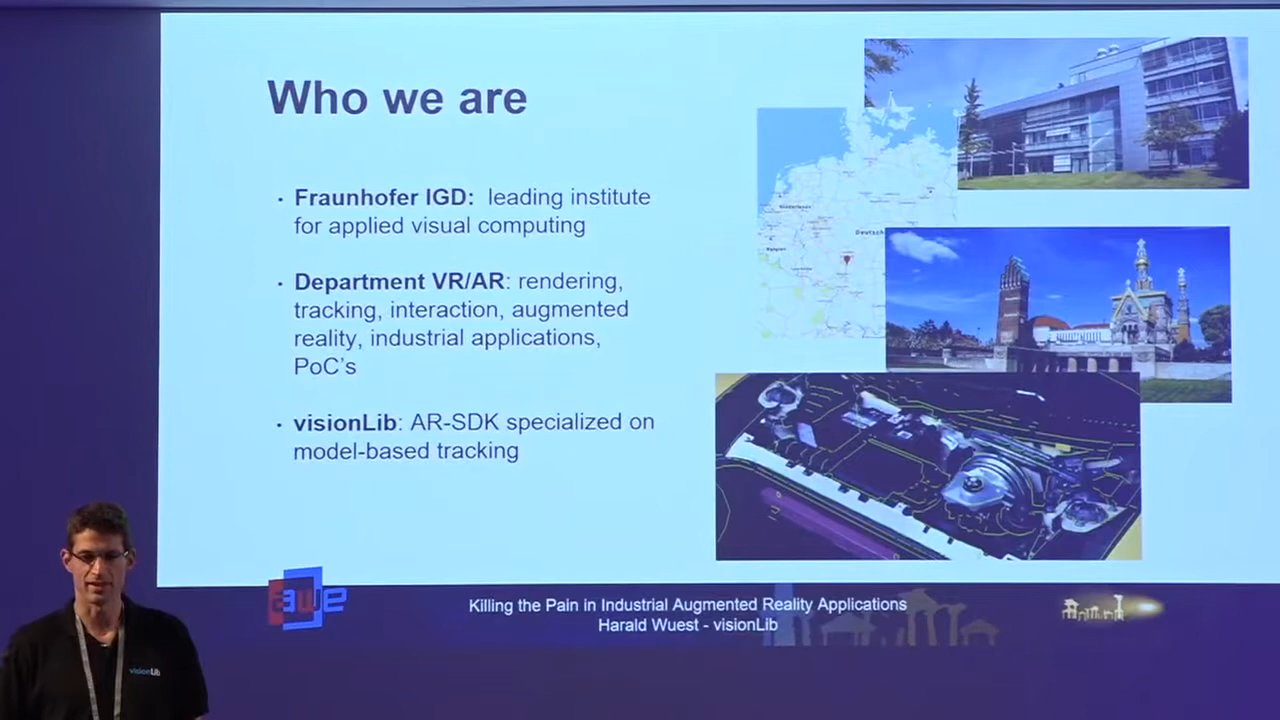 Who we are
· Fraunhofer IGD: leading institute
for applied visual computing
· Department VR/AR: rendering,
tracking, interaction, augmented
reality, industrial applications,
PoC's
· visionLib: AR-SDK specialized on
model-based tracking
visionLib
awe
Killing the Pain in Industrial Augmented Reality Applications
Harald Wuest - visionLib